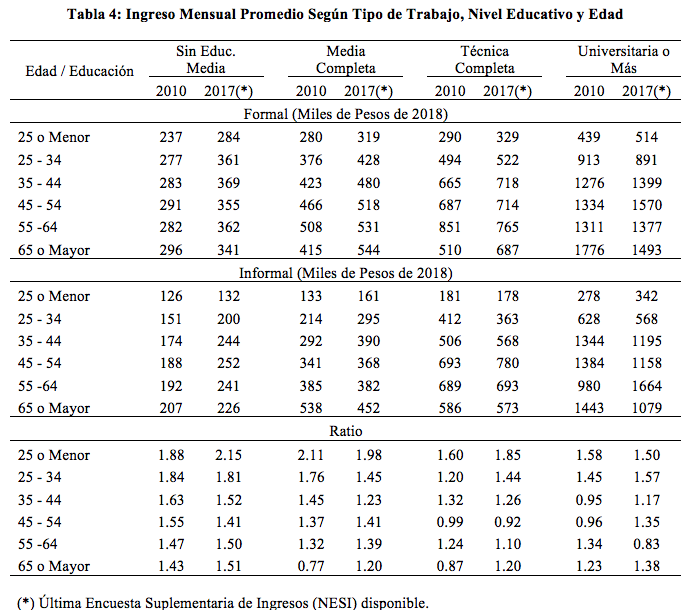 Tabla 4: Ingreso Mensual Promedio Según Tipo de Trabajo, Nivel Educativo y Edad
Edad / Educación Sin Educ. Media Media Completa Técnica Completa Universitaria o Más
2010 2017(*) 2010 2017(*) 2010 2017(*) 2010 2017(*)
Formal (Miles de Pesos de 2018)
25 o Menor 237 284 280 319 290 329 439 514
25 - 34 277 361 376 428 494 522 913 891
35 - 44 283 369 423 480 665 718 1276 1399
45 - 54 291 355 466 518 687 714 1334 1570
55 -64 282 362 508 531 851 765 1311 1377
65 o Mayor 296 341 415 544 510 687 1776 1493
Informal (Miles de Pesos de 2018)
25 o Menor 126 132 133 161 181 178 278 342
25 - 34 151 200 214 295 412 363 628 568
35 - 44 174 244 292 390 506 568 1344 1195
45 - 54 188 252 341 368 693 780 1384 1158
55 -64 192 241 385 382 689 693 980 1664
65 o Mayor 207 226 538 452 586 573 1443 1079
Ratio
25 o Menor 1.88 2.15 2.11 1.98 1.60 1.85 1.58 1.50
25 - 34 1.84 1.81 1.76 1.45 1.20 1.44 1.45 1.57
35 - 44 1.63 1.52 1.45 1.23 1.32 1.26 0.95 1.17
45 - 54 1.55 1.41 1.37 1.41 0.99 0.92 0.96 1.35
55 -64 1.47 1.50 1.32 1.39 1.24 1.10 1.34 0.83
65 o Mayor 1.43 1.51 0.77 1.20 0.87 1.20 1.23 1.38
(*) Última Encuesta Suplementaria de Ingresos (NESI) disponible.